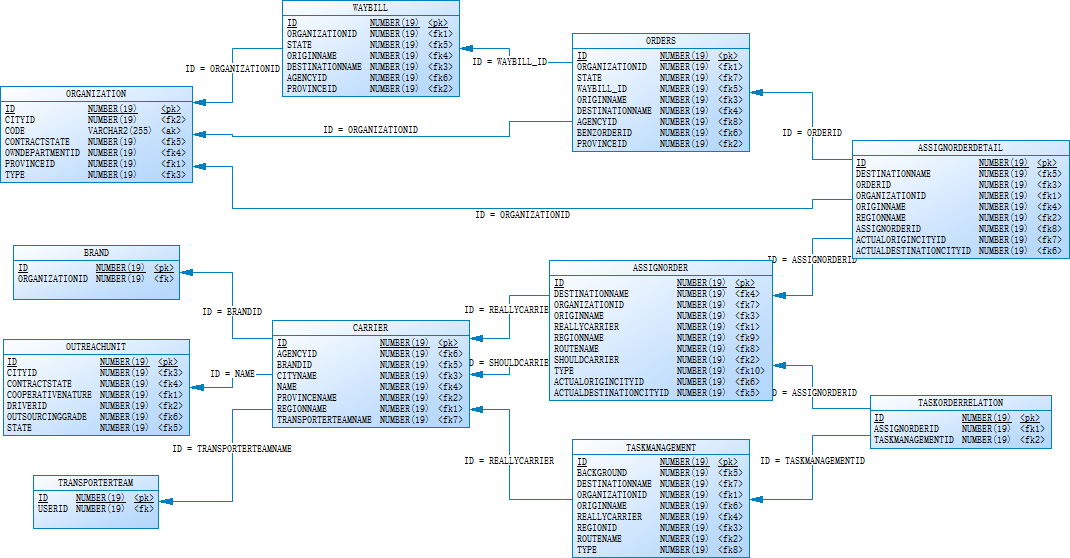 WAYBILL
ID NUMBER(19) <pk>
ORGANIZATIONID NUMBER(19) <fk1>
STATE NUMBER(19) <fk5>
ORIGINNAME NUMBER(19) <fk4>
DESTINATIONNAME NUMBER(19) <fk3>
AGENCYID NUMBER(19) <fk6>
PROVINCEID NUMBER(19) <fk2>
ORDERS
ID NUMBER(19) <pk>
ORGANIZATIONID NUMBER(19) <fk1>
STATE NUMBER(19) <fk7>
WAYBILL_ID NUMBER(19) <fk5>
ORIGINNAME NUMBER(19) <fk3>
DESTINATIONNAME NUMBER(19) <fk4>
AGENCYID NUMBER(19) <fk8>
BENZORDERID NUMBER(19) <fk6>
PROVINCEID NUMBER(19) <fk2>
ID = ORGANIZATIONID
ID = WAYBILL_ID
ORGANIZATION
ID NUMBER(19) <pk>
CITYID NUMBER(19) <fk2>
CODE VARCHAR2(255) <ak>
CONTRACTSTATE NUMBER(19) <fk5>
OWNDEPARTMENTID NUMBER(19) <fk4>
PROVINCEID NUMBER(19) <fk1>
TYPE NUMBER(19) <fk3>
ID = ORGANIZATIONID
ID = ORDERID
ASSIGNORDERDETAIL
ID NUMBER(19) <pk>
DESTINATIONNAME NUMBER(19) <fk5>
ORDERID NUMBER(19) <fk3>
ORGANIZATIONID NUMBER(19) <fk1>
ORIGINNAME NUMBER(19) <fk4>
REGIONNAME NUMBER(19) <fk2>
ASSIGNORDERID NUMBER(19) <fk8>
ACTUALORIGINCITYID NUMBER(19) <fk7>
ACTUALDESTINATIONCITYID NUMBER(19) <fk6>
ID = ORGANIZATIONID
BRAND
ID NUMBER(19) <pk>
ORGANIZATIONID NUMBER(19) <fk>
ID = ASSIGNORDERID
ASSIGNORDER
ID NUMBER(19) <pk>
DESTINATIONNAME NUMBER(19) <fk4>
ORGANIZATIONID NUMBER(19) <fk7>
ORIGINNAME NUMBER(19) <fk3>
REALLYCARRIER NUMBER(19) <fk1>
REGIONNAME NUMBER(19) <fk9>
ROUTENAME NUMBER(19) <fk8>
SHOULDCARRIER NUMBER(19) <fk2>
TYPE NUMBER(19) <fk10>
ACTUALORIGINCITYID NUMBER(19) <fk6>
ACTUALDESTINATIONCITYID NUMBER(19) <fk5>
ID = BRANDID
ID = REALLYCARRIE
CARRIER
ID NUMBER(19) <pk>
AGENCYID NUMBER(19) <fk6>
BRANDID NUMBER(19) <fk5>
CITYNAME NUMBER(19) <fk3>
NAME NUMBER(19) <fk4>
PROVINCENAME NUMBER(19) <fk2>
REGIONNAME NUMBER(19) <fk1>
TRANSPORTERTEAMNAME NUMBER(19) <fk7>
OUTREACHUNIT
ID NUMBER(19) <pk>
CITYID NUMBER(19) <fk3>
CONTRACTSTATE NUMBER(19) <fk4>
COOPERATIVENATURE NUMBER(19) <fk1>
DRIVERID NUMBER(19) <fk2>
OUTSOURCINGGRADE NUMBER(19) <fk6>
STATE NUMBER(19) <fk5>
ID = NAME
D = SHOULDCARRIE
D = ASSIGNORDERID
TASKORDERRELATION
ID NUMBER(19) <pk>
ASSIGNORDERID NUMBER(19) <fk1>
TASKMANAGEMENTID NUMBER(19) <fk2>
ID = TRANSPORTERTEAMNAME
ID = REALLYCARRIER
ID = TASKMANAGEMENTID
TASKMANAGEMENT
ID NUMBER(19) <pk>
BACKGROUND NUMBER(19) <fk5>
DESTINATIONNAME NUMBER(19) <fk7>
ORGANIZATIONID NUMBER(19) <fk1>
ORIGINNAME NUMBER(19) <fk6>
REALLYCARRIER NUMBER(19) <fk4>
REGIONID NUMBER(19) <fk3>
ROUTENAME NUMBER(19) <fk2>
TYPE NUMBER(19) <fk8>
TRANSPORTERTEAM
ID NUMBER(19) <pk>
USERID NUMBER(19) <fk>